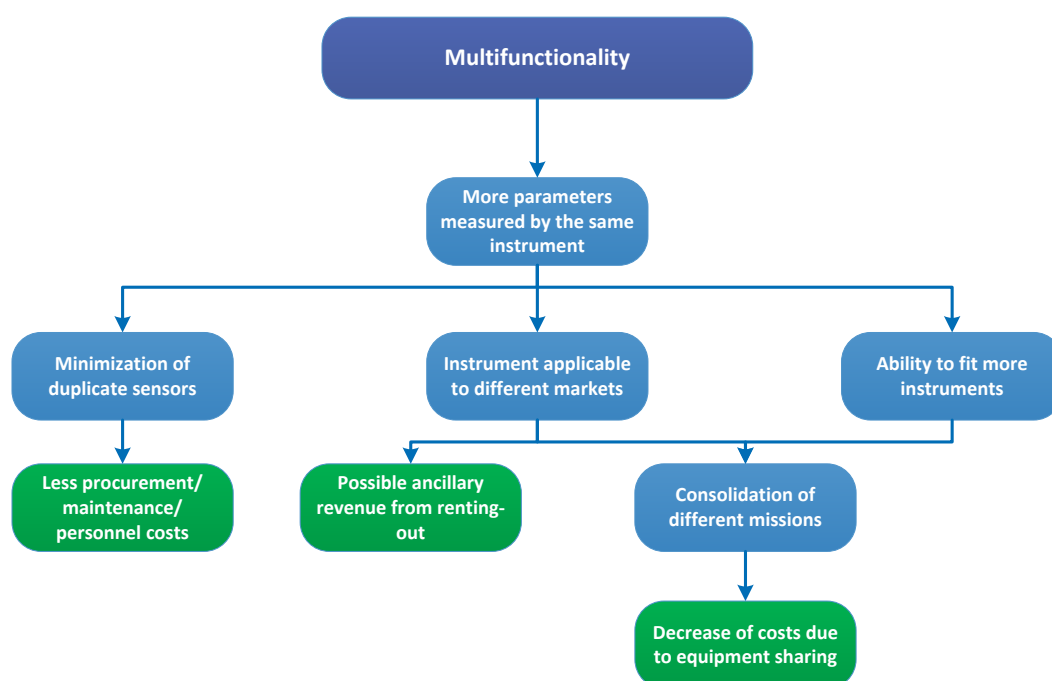 Multifunctionality
More parameters
measured by the same
instrument
Minimization of
duplicate sensors
Instrument applicable
to different markets
Ability to fit more
instruments
Less procurement/
maintenance/
personnel costs
Possible ancillary
revenue from renting-
out
Consolidation of
different missions
Decrease of costs due
to equipment sharing